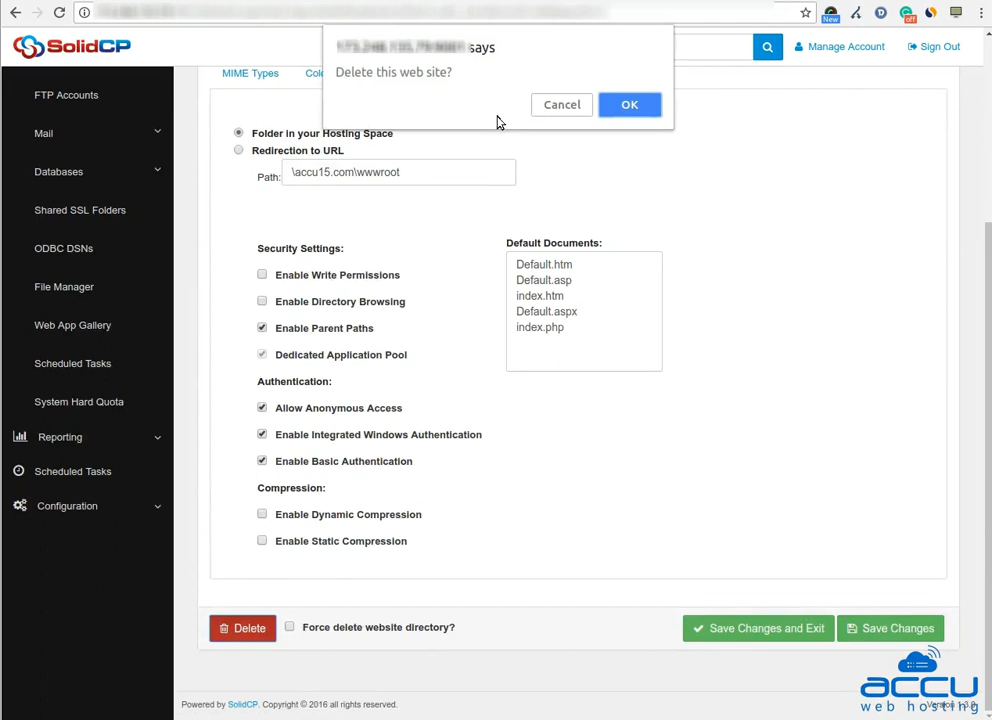 says
Delete this web site?
Cancel
OK
New
off
SolidCP
Manage Account
Sign Out
MIME Types
FTP Accounts
Mail
Databases
Shared SSL Folders
ODBC DSNs
File Manager
Web App Gallery
Scheduled Tasks
System Hard Quota
Reporting
Scheduled Tasks
Configuration
Folder in your Hosting Space
Redirection to URL
Path: \accu15.com\wwwroot
Security Settings:
Enable Write Permissions
Enable Directory Browsing
Enable Parent Paths
Dedicated Application Pool
Authentication:
Allow Anonymous Access
Enable Integrated Windows Authentication
Enable Basic Authentication
Compression:
Enable Dynamic Compression
Enable Static Compression
Default Documents:
Default.htm
Default.asp
index.htm
Default.aspx
index.php
Delete
Force delete website directory?
Save Changes and Exit
Save Changes
Powered by SolidCP. Copyright © 2016 all rights reserved.
accu
web hosting